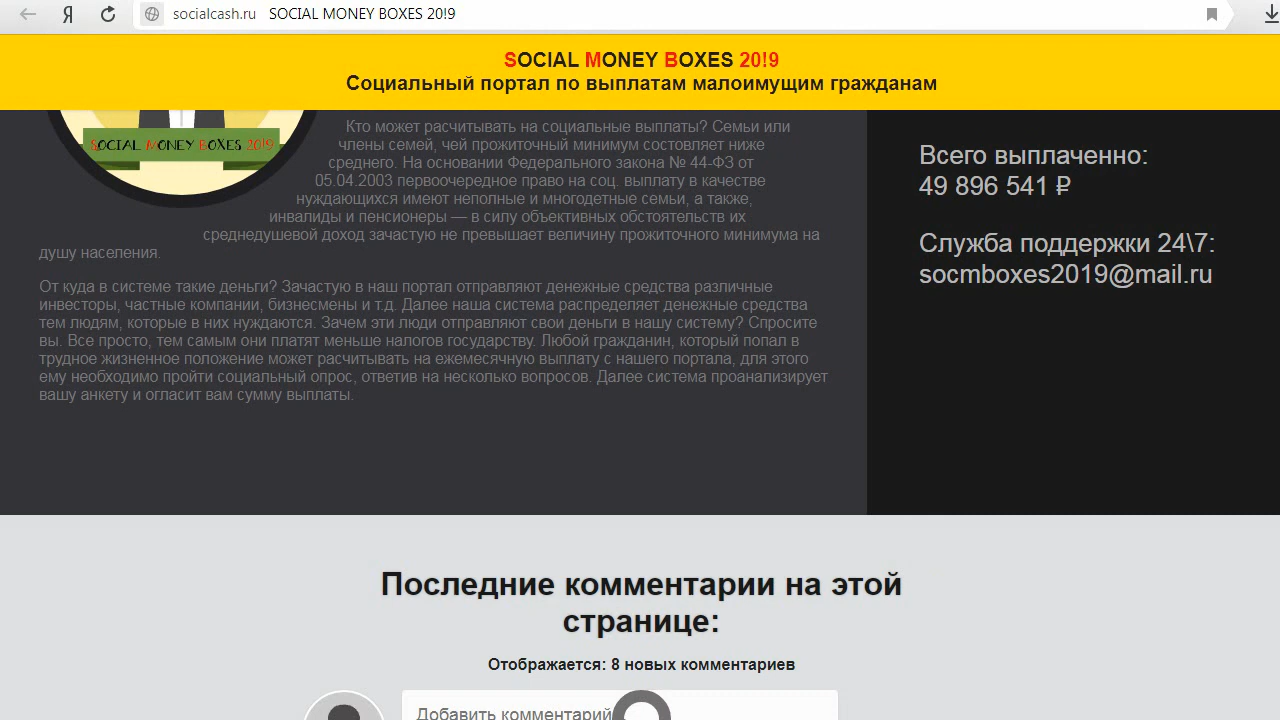 socialcash.ru SOCIAL MONEY BOXES 20!9
SOCIAL MONEY BOXES 20!9
Социальный портал по выплатам малоимущим гражданам
SOCIAL MONEY BOXES 20!9
Кто может расчитывать на социальные выплаты? Семьи или
члены семей, чей прожиточный минимум состовляет ниже
среднего. На основании Федерального закона № 44-ФЗ от
05.04.2003 первоочередное право на соц. выплату в качестве
нуждающихся имеют неполные и многодетные семьи, а также,
инвалиды и пенсионеры — в силу объективных обстоятельств их
среднедушевой доход зачастую не превышает величину прожиточного минимума на
душу населения.
От куда в системе такие деньги? Зачастую в наш портал отправляют денежные средства различные
инвесторы, частные компании, бизнесмены и т.д. Далее наша система распределяет денежные средства
тем людям, которые в них нуждаются. Зачем эти люди отправляют свои деньги в нашу систему? Спросите
вы. Все просто, тем самым они платят меньше налогов государству. Любой гражданин, который попал в
трудное жизненное положение может расчитывать на ежемесячную выплату с нашего портала, для этого
ему необходимо пройти социальный опрос, ответив на несколько вопросов. Далее система проанализирует
вашу анкету и огласит вам сумму выплаты.
Всего выплаченно:
49 896 541 ₽
Служба поддержки 24\7:
socmboxes2019@mail.ru
Последние комментарии на этой
странице:
Отображается: 8 новых комментариев
Добавить комментарий